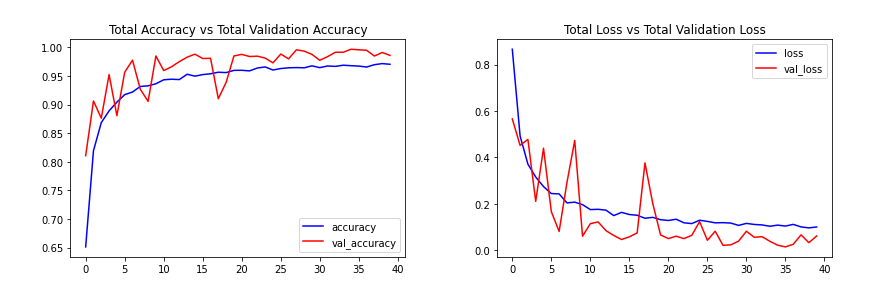 Total Accuracy vs Total Validation Accuracy
1.00
0.95
0.90
0.85
0.80
0.75
0.70
0.65
accuracy
val_accuracy
0 5 10 15 20 25 30 35 40
Total Loss vs Total Validation Loss
loss
val_loss
0.8
0.6
0.4
0.2
0.0
0 5 10 15 20 25 30 35 40